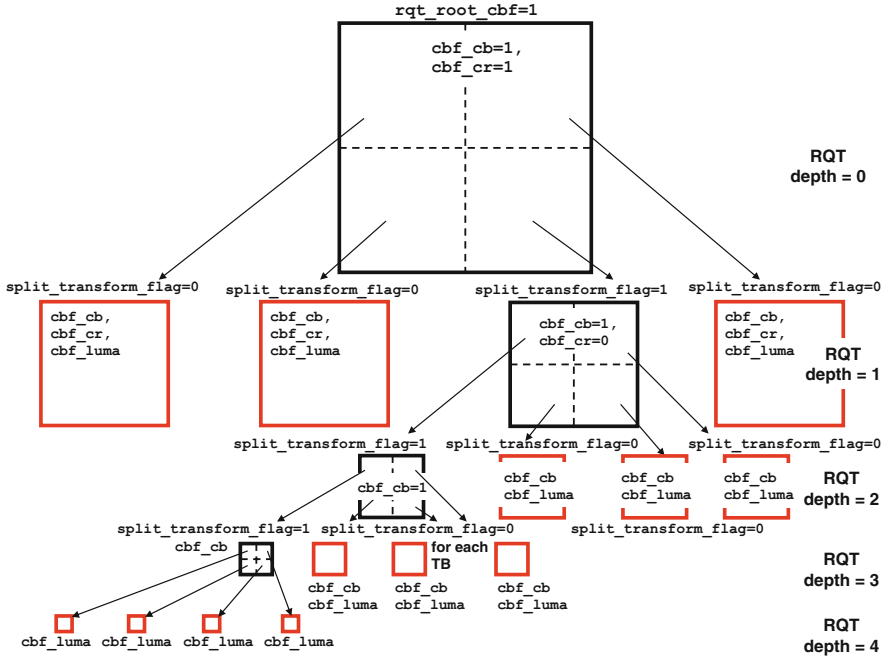 rqt_root_cbf=1
cbf_cb=1,
cbf_cr=1
RQT
depth = 0
split_transform_flag=0
split_transform_flag=0
split_transform_flag=1
split_transform_flag=0
cbf_cb,
cbf_cr,
cbf_luma
cbf_cb,
cbf_cr,
cbf_luma
cbf_cb=1,
cbf_cr=0
cbf_cb,
cbf_cr,
cbf_luma
RQT
depth = 1
split_transform_flag=1
split_transform_flag=0
split_transform_flag=0
cbf_cb=1
cbf_cb
cbf_luma
cbf_cb
cbf_luma
cbf_cb
cbf_luma
RQT
depth = 2
split_transform_flag=1
split_transform_flag=0
split_transform_flag=0
cbf_cb
for each
TB
cbf_cb
cbf_luma
cbf_cb
cbf_luma
cbf_cb
cbf_luma
RQT
depth = 3
cbf_luma
cbf_luma
cbf_luma
cbf_luma
RQT
depth = 4